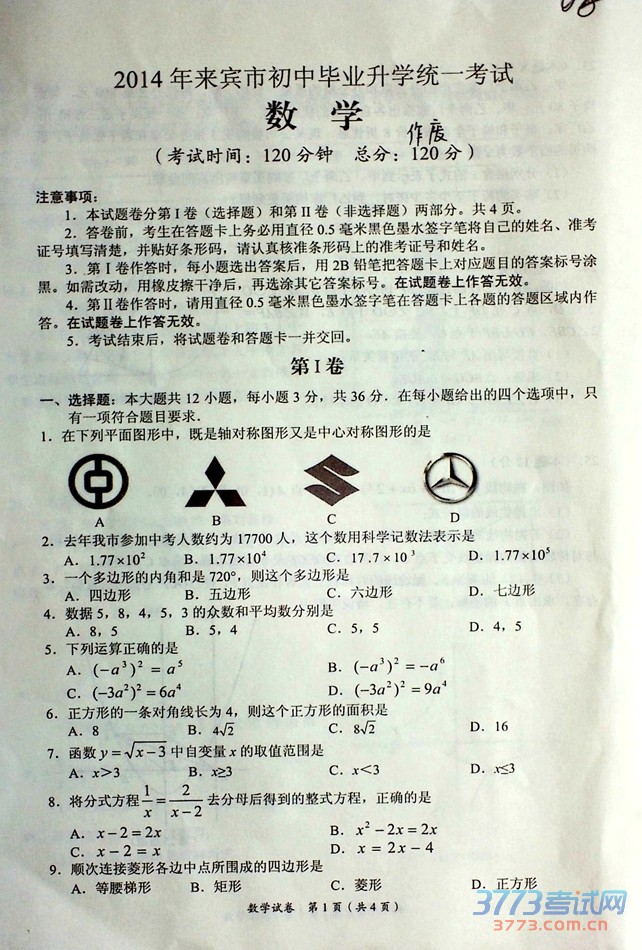 2014年来宾市初中毕业升学统一考试
数 学
作废
(考试时间：120分钟 总分：120分)
注意事项：
1．本试题卷分第Ⅰ卷（选择题）和第Ⅱ卷（非选择题）两部分。共4页。
2．答卷前，考生在答题卡上务必用直径0.5毫米黑色墨水签字笔将自己的姓名、准考
证号填写清楚，并贴好条形码，请认真核准条形码上的准考证号和姓名。
3．第Ⅰ卷作答时，每小题选出答案后，用2B铅笔把答题卡上对应题目的答案标号涂
黑。如需改动，用橡皮擦干净后，再选涂其它答案标号。在试题卷上作答无效。
4．第Ⅱ卷作答时，请用直径0.5毫米黑色墨水签字笔在答题卡上各题的答题区域内作
答。在试题卷上作答无效。
5．考试结束后，将试题卷和答题卡一并交回。
第Ⅰ卷
一、选择题：本大题共12小题，每小题3分，共36分．在每小题给出的四个选项中，只
有一项符合题目要求．
1．在下列平面图形中，既是轴对称图形又是中心对称图形的是
A B C D
2．去年我市参加中考人数约为17700人，这个数用科学记数法表示是
A．1.77×10² B．1.77×10⁴ C．17.7×10³ D．1.77×10⁵
3．一个多边形的内角和是720°，则这个多边形是
A．四边形 B．五边形 C．六边形 D．七边形
4．数据5，8，4，5，3的众数和平均数分别是
A．8，5 B．5，4 C．5，5 D．4，5
5．下列运算正确的是
A．(−a³)² = a⁵ B．(−a³)² = −a⁶
C．(−3a²)² = 6a⁴ D．(−3a²)² = 9a⁴
6．正方形的一条对角线长为4，则这个正方形的面积是
A．8 B．4√2 C．8√2 D．16
7．函数 y = √(x−3) 中自变量 x 的取值范围是
A．x>3 B．x≥3 C．x<3 D．x≤3
8．将分式方程 1/x = 2/(x−2) 去分母后得到的整式方程，正确的是
A．x−2 = 2x B．x²−2x = 2x
C．x−2 = x D．x = 2x−4
9．顺次连接菱形各边中点所围成的四边形是
A．等腰梯形 B．矩形 C．菱形 D．正方形
数学试卷 第1页（共4页）
3773考试网
www.3773.com.cn